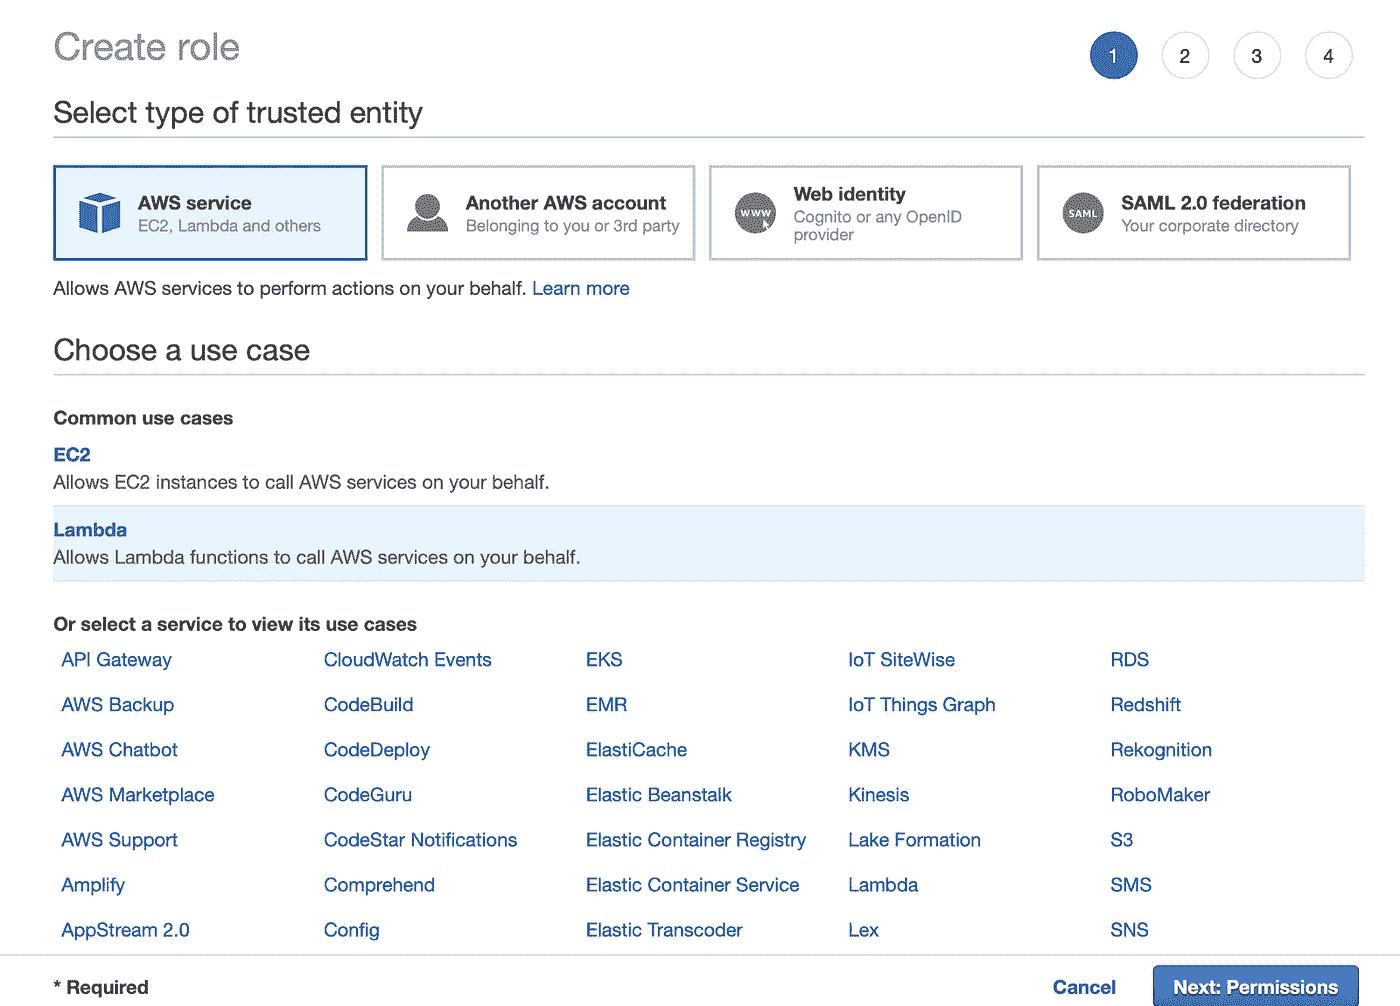 Create role
1 2 3 4
Select type of trusted entity
AWS service
EC2, Lambda and others
Another AWS account
Belonging to you or 3rd party
WWW
Web identity
Cognito or any OpenID
provider
SAML
SAML 2.0 federation
Your corporate directory
Allows AWS services to perform actions on your behalf. Learn more
Choose a use case
Common use cases
EC2
Allows EC2 instances to call AWS services on your behalf.
Lambda
Allows Lambda functions to call AWS services on your behalf.
Or select a service to view its use cases
API Gateway CloudWatch Events EKS IoT SiteWise RDS
AWS Backup CodeBuild EMR IoT Things Graph Redshift
AWS Chatbot CodeDeploy ElastiCache KMS Rekognition
AWS Marketplace CodeGuru Elastic Beanstalk Kinesis RoboMaker
AWS Support CodeStar Notifications Elastic Container Registry Lake Formation S3
Amplify Comprehend Elastic Container Service Lambda SMS
AppStream 2.0 Config Elastic Transcoder Lex SNS
* Required Cancel Next: Permissions